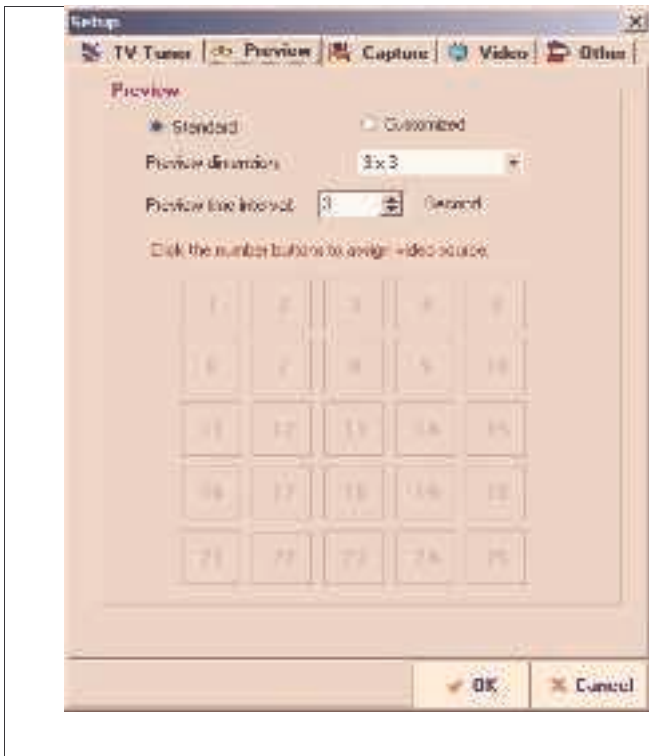 Setup
TV Tuner Preview Capture Video Other
Preview
Standard Customized
Preview dimension: 3 x 3
Preview time interval: 3 Second
Click the number buttons to assign video source.
1 2 3 4
6 7 8 9 10
11 12 13 14 15
16 17 18 19
21 22 23 24 25
OK Cancel